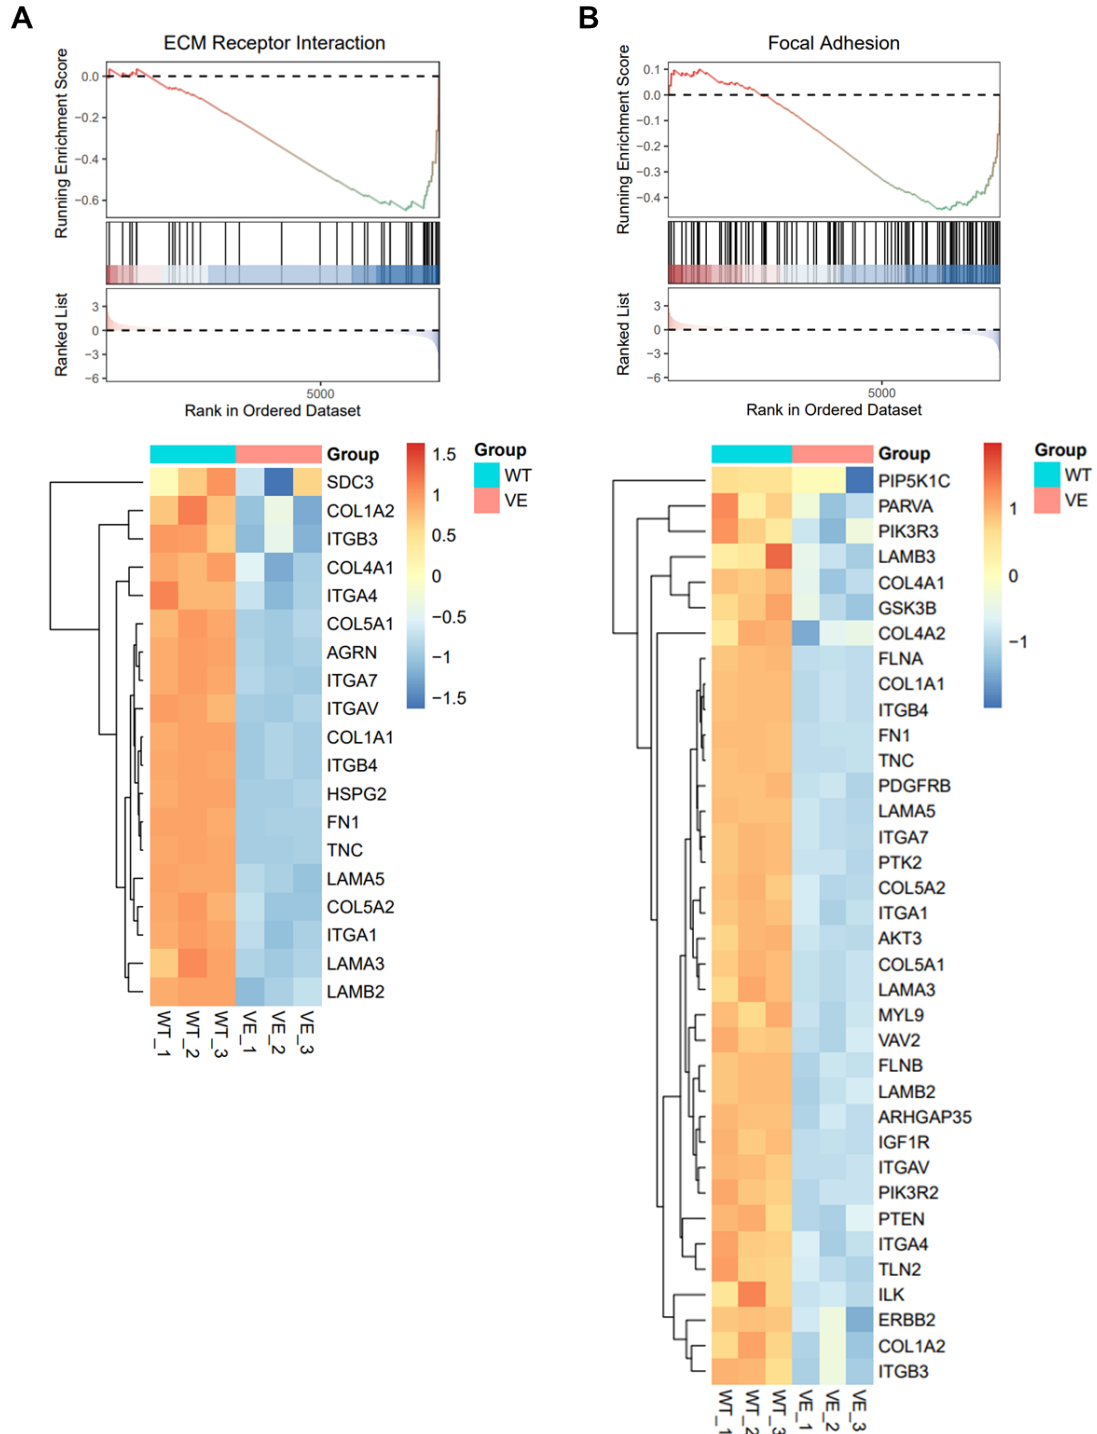 A
ECM Receptor Interaction
Running Enrichment Score
0.0
−0.2
−0.4
−0.6
Ranked List
3
0
−3
−6
5000
Rank in Ordered Dataset
Group
SDC3
COL1A2
ITGB3
COL4A1
ITGA4
COL5A1
AGRN
ITGA7
ITGAV
COL1A1
ITGB4
HSPG2
FN1
TNC
LAMA5
COL5A2
ITGA1
LAMA3
LAMB2
WT_1
WT_2
WT_3
VE_1
VE_2
VE_3
1.5
1
0.5
0
−0.5
−1
−1.5
Group
WT
VE
B
Focal Adhesion
Running Enrichment Score
0.1
0.0
−0.1
−0.2
−0.3
−0.4
Ranked List
3
0
−3
−6
5000
Rank in Ordered Dataset
Group
PIP5K1C
PARVA
PIK3R3
LAMB3
COL4A1
GSK3B
COL4A2
FLNA
COL1A1
ITGB4
FN1
TNC
PDGFRB
LAMA5
ITGA7
PTK2
COL5A2
ITGA1
AKT3
COL5A1
LAMA3
MYL9
VAV2
FLNB
LAMB2
ARHGAP35
IGF1R
ITGAV
PIK3R2
PTEN
ITGA4
TLN2
ILK
ERBB2
COL1A2
ITGB3
WT_1
WT_2
WT_3
VE_1
VE_2
VE_3
1
0
−1
Group
WT
VE